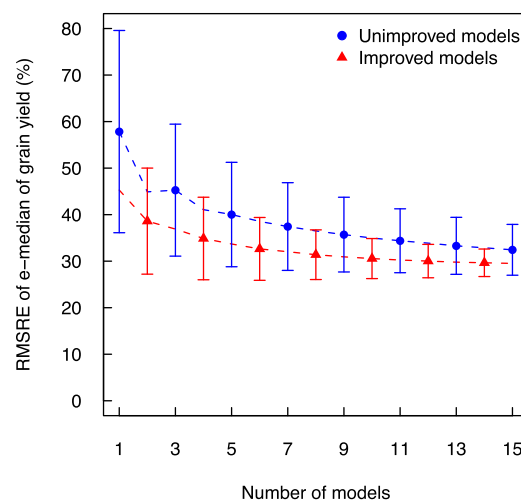 80
70
60
50
40
30
20
10
0
RMSRE of e−median of grain yield (%)
Unimproved models
Improved models
1 3 5 7 9 11 13 15
Number of models